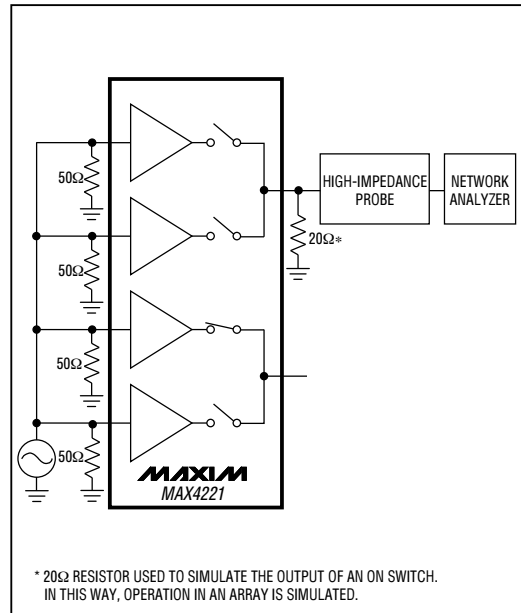 50Ω
50Ω
50Ω
50Ω
20Ω*
HIGH-IMPEDANCE
PROBE
NETWORK
ANALYZER
MAXIM
MAX4221
* 20Ω RESISTOR USED TO SIMULATE THE OUTPUT OF AN ON SWITCH.
IN THIS WAY, OPERATION IN AN ARRAY IS SIMULATED.